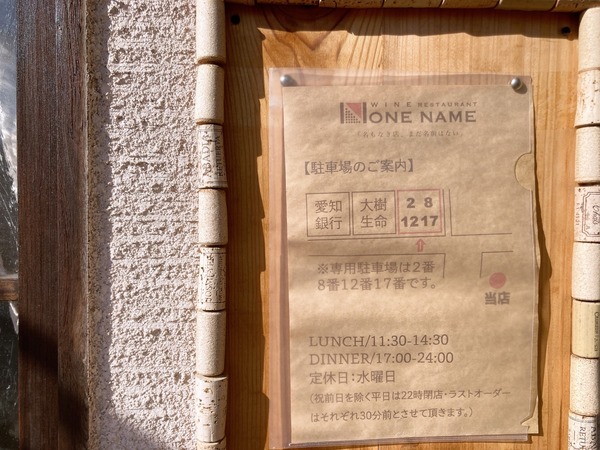 WINE RESTAURANT
NONE NAME
【駐車場のご案内】
愛知
銀行
大樹
生命
2 8
1217
※専用駐車場は2番
8番12番17番です。
当店
LUNCH/11:30-14:30
DINNER/17:00-24:00
定休日:水曜日
(祝前日を除く平日は22時閉店・ラストオーダー
はそれぞれ30分前とさせて頂きます。)